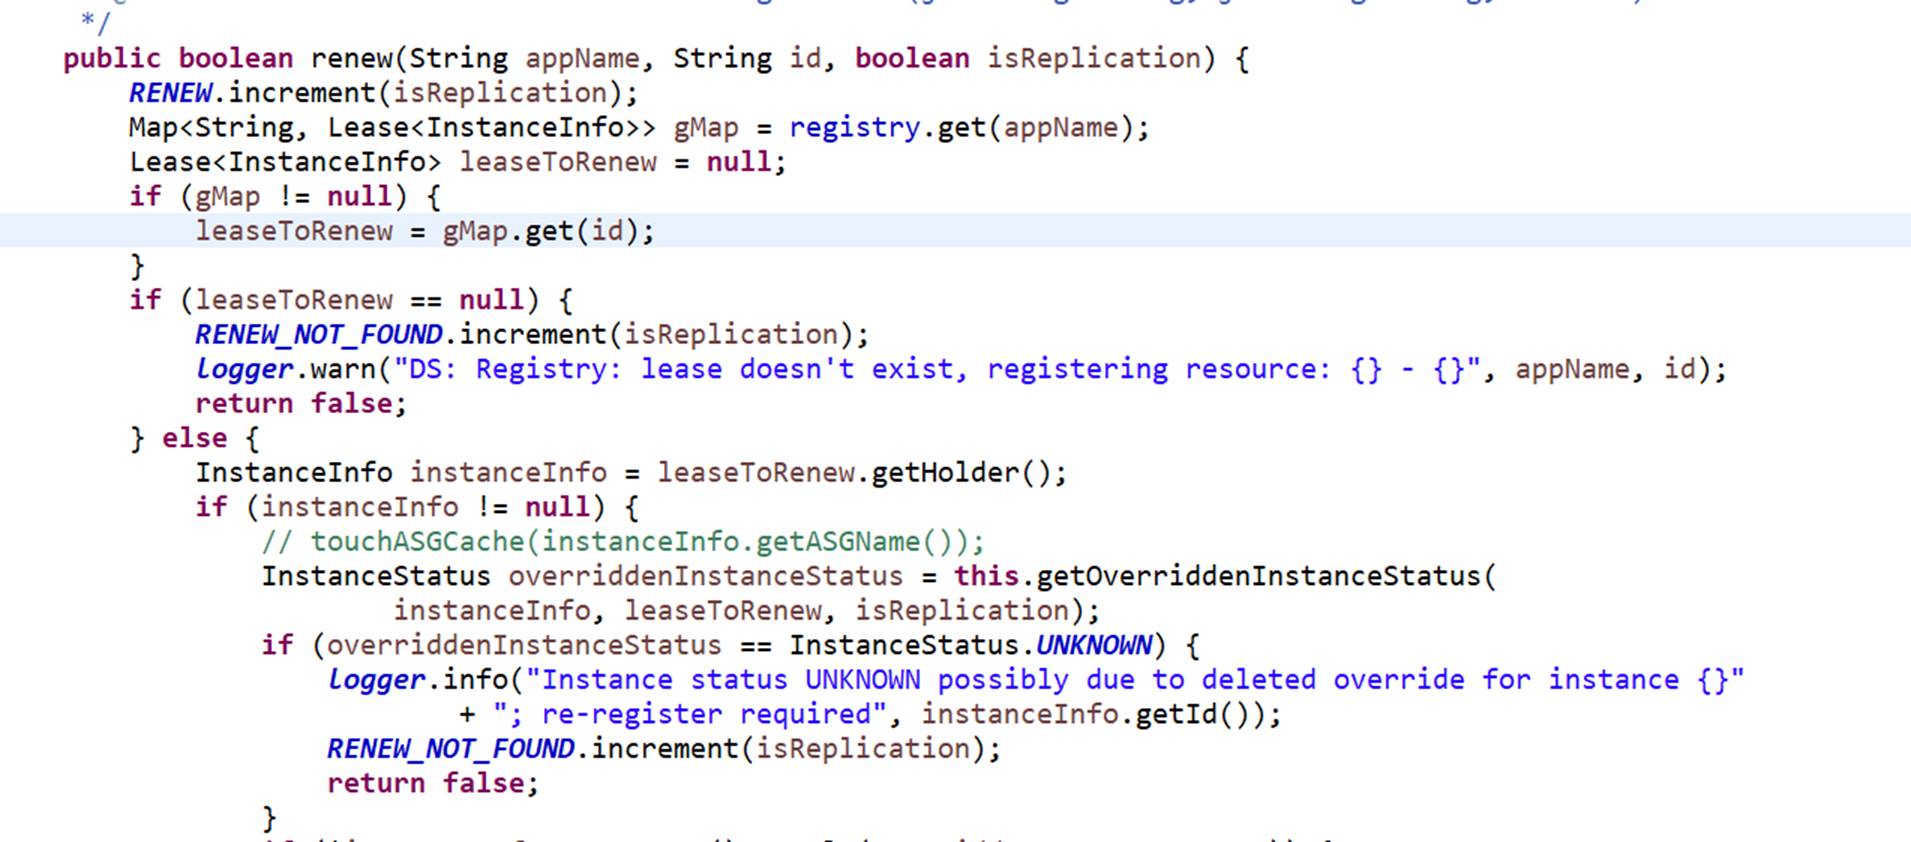 */
public boolean renew(String appName, String id, boolean isReplication) {
RENEW.increment(isReplication);
Map<String, Lease<InstanceInfo>> gMap = registry.get(appName);
Lease<InstanceInfo> leaseToRenew = null;
if (gMap != null) {
leaseToRenew = gMap.get(id);
}
if (leaseToRenew == null) {
RENEW_NOT_FOUND.increment(isReplication);
logger.warn("DS: Registry: lease doesn't exist, registering resource: {} - {}", appName, id);
return false;
} else {
InstanceInfo instanceInfo = leaseToRenew.getHolder();
if (instanceInfo != null) {
// touchASGCache(instanceInfo.getASGName());
InstanceStatus overriddenInstanceStatus = this.getOverriddenInstanceStatus(
instanceInfo, leaseToRenew, isReplication);
if (overriddenInstanceStatus == InstanceStatus.UNKNOWN) {
logger.info("Instance status UNKNOWN possibly due to deleted override for instance {}"
+ "; re-register required", instanceInfo.getId());
RENEW_NOT_FOUND.increment(isReplication);
return false;
}